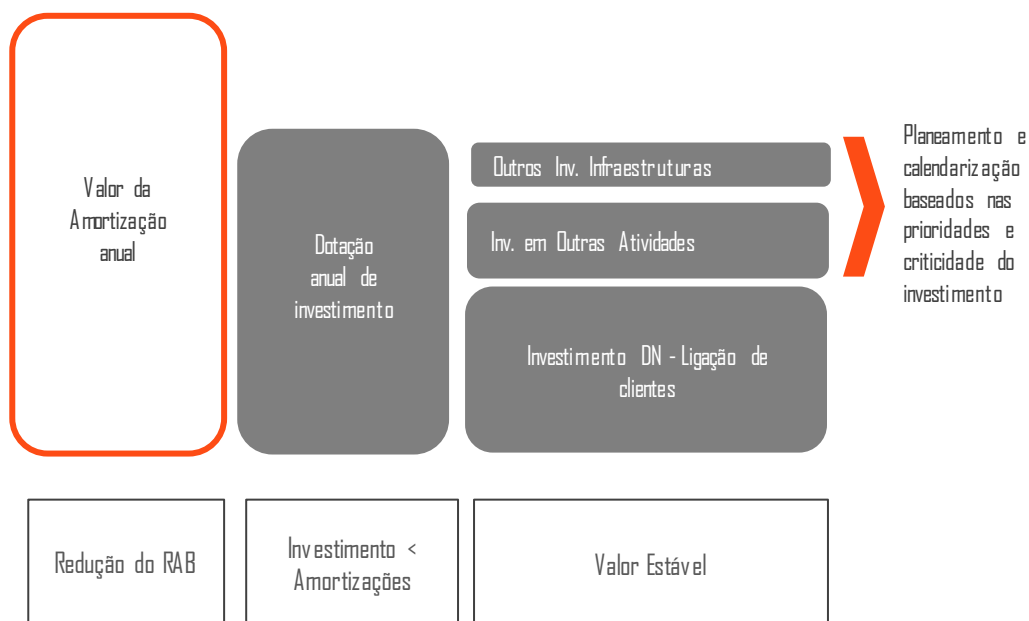 Valor da
Amortização
anual
Dotação
anual de
investimento
Outros Inv. Infraestruturas
Inv. em Outras Atividades
Investimento DN - Ligação de
clientes
Planeamento e
calendarização
baseados nas
prioridades e
criticidade do
investimento
Redução do RAB
Investimento <
Amortizações
Valor Estável